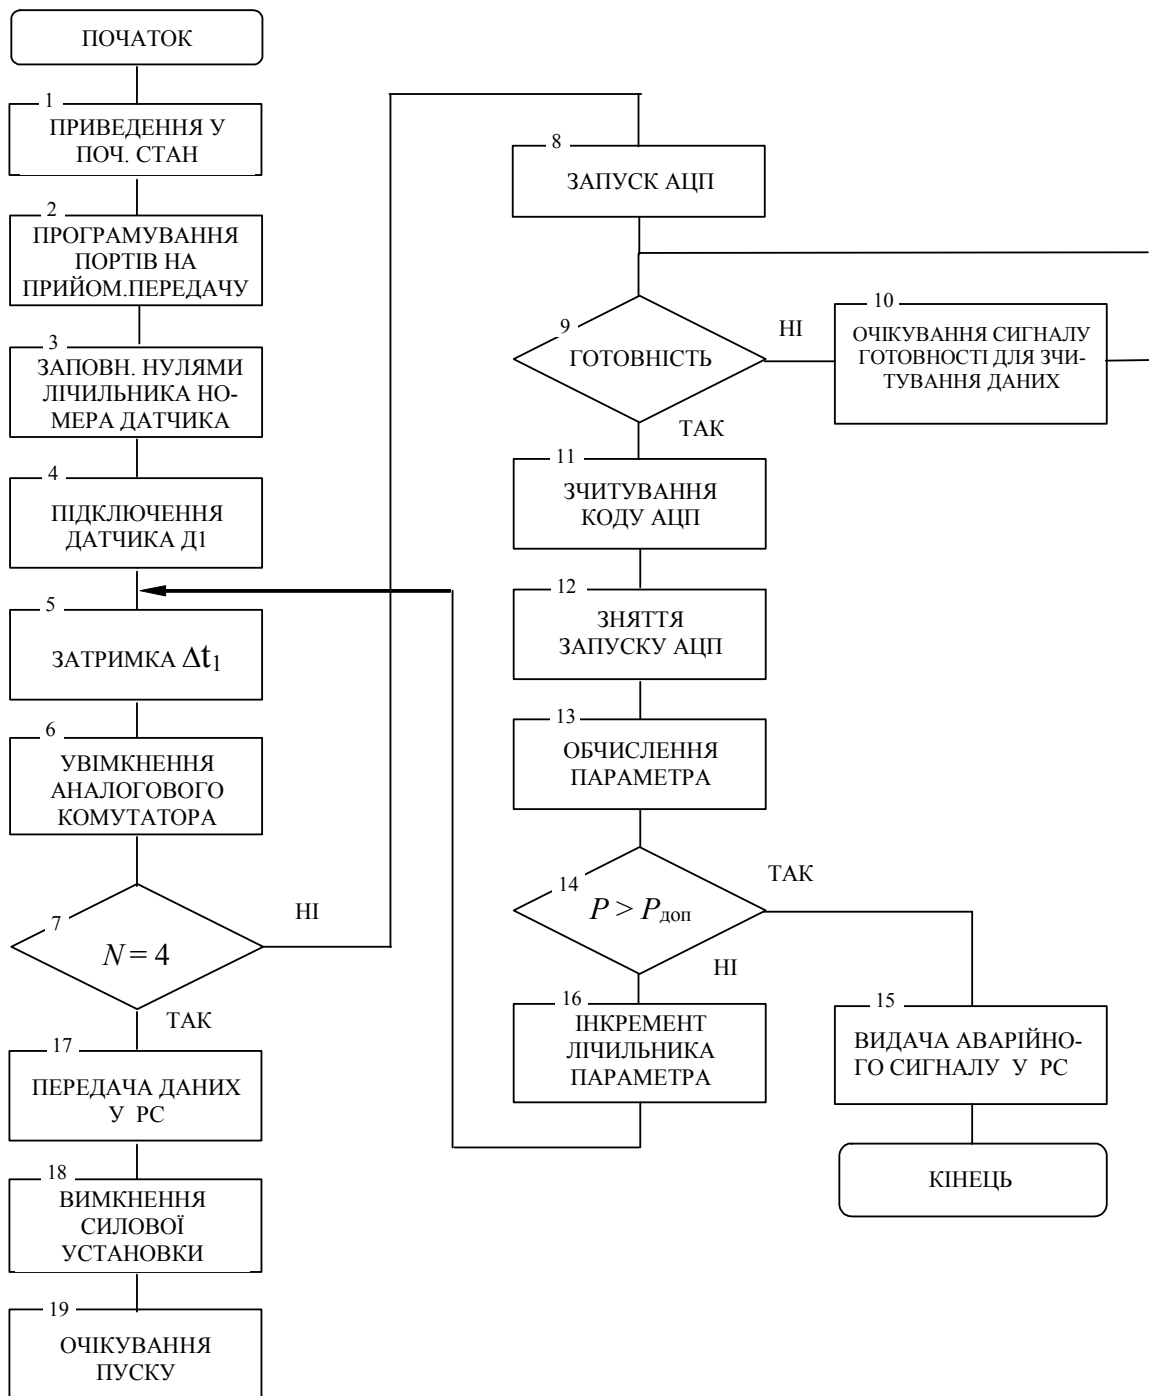 ПОЧАТОК
1
ПРИВЕДЕННЯ У
ПОЧ. СТАН
2
ПРОГРАМУВАННЯ
ПОРТІВ НА
ПРИЙОМ.ПЕРЕДАЧУ
3
ЗАПОВН. НУЛЯМИ
ЛІЧИЛЬНИКА НО-
МЕРА ДАТЧИКА
4
ПІДКЛЮЧЕННЯ
ДАТЧИКА Д1
5
ЗАТРИМКА Δt₁
6
УВІМКНЕННЯ
АНАЛОГОВОГО
КОМУТАТОРА
7
N = 4
НІ
ТАК
17
ПЕРЕДАЧА ДАНИХ
У РС
18
ВИМКНЕННЯ
СИЛОВОЇ
УСТАНОВКИ
19
ОЧІКУВАННЯ
ПУСКУ
8
ЗАПУСК АЦП
9
ГОТОВНІСТЬ
НІ
ТАК
10
ОЧІКУВАННЯ СИГНАЛУ
ГОТОВНОСТІ ДЛЯ ЗЧИ-
ТУВАННЯ ДАНИХ
11
ЗЧИТУВАННЯ
КОДУ АЦП
12
ЗНЯТТЯ
ЗАПУСКУ АЦП
13
ОБЧИСЛЕННЯ
ПАРАМЕТРА
14
P > Pдоп
ТАК
НІ
16
ІНКРЕМЕНТ
ЛІЧИЛЬНИКА
ПАРАМЕТРА
15
ВИДАЧА АВАРІЙНО-
ГО СИГНАЛУ У РС
КІНЕЦЬ